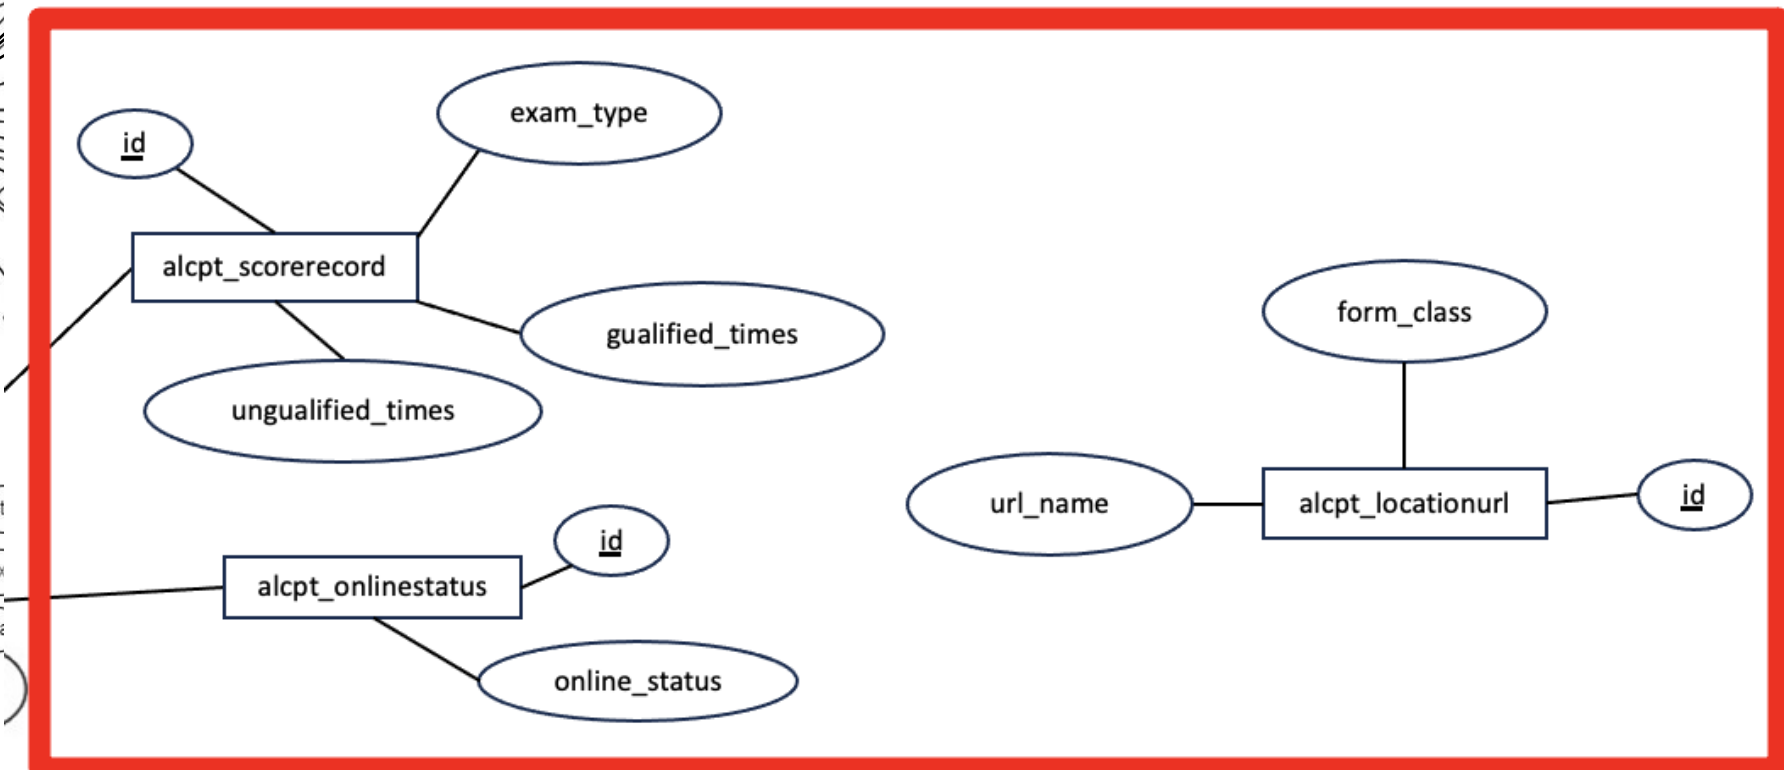 exam_type
id
alcpt_scorerecord
gualified_times
form_class
ungualified_times
url_name
alcpt_locationurl
id
id
alcpt_onlinestatus
online_status